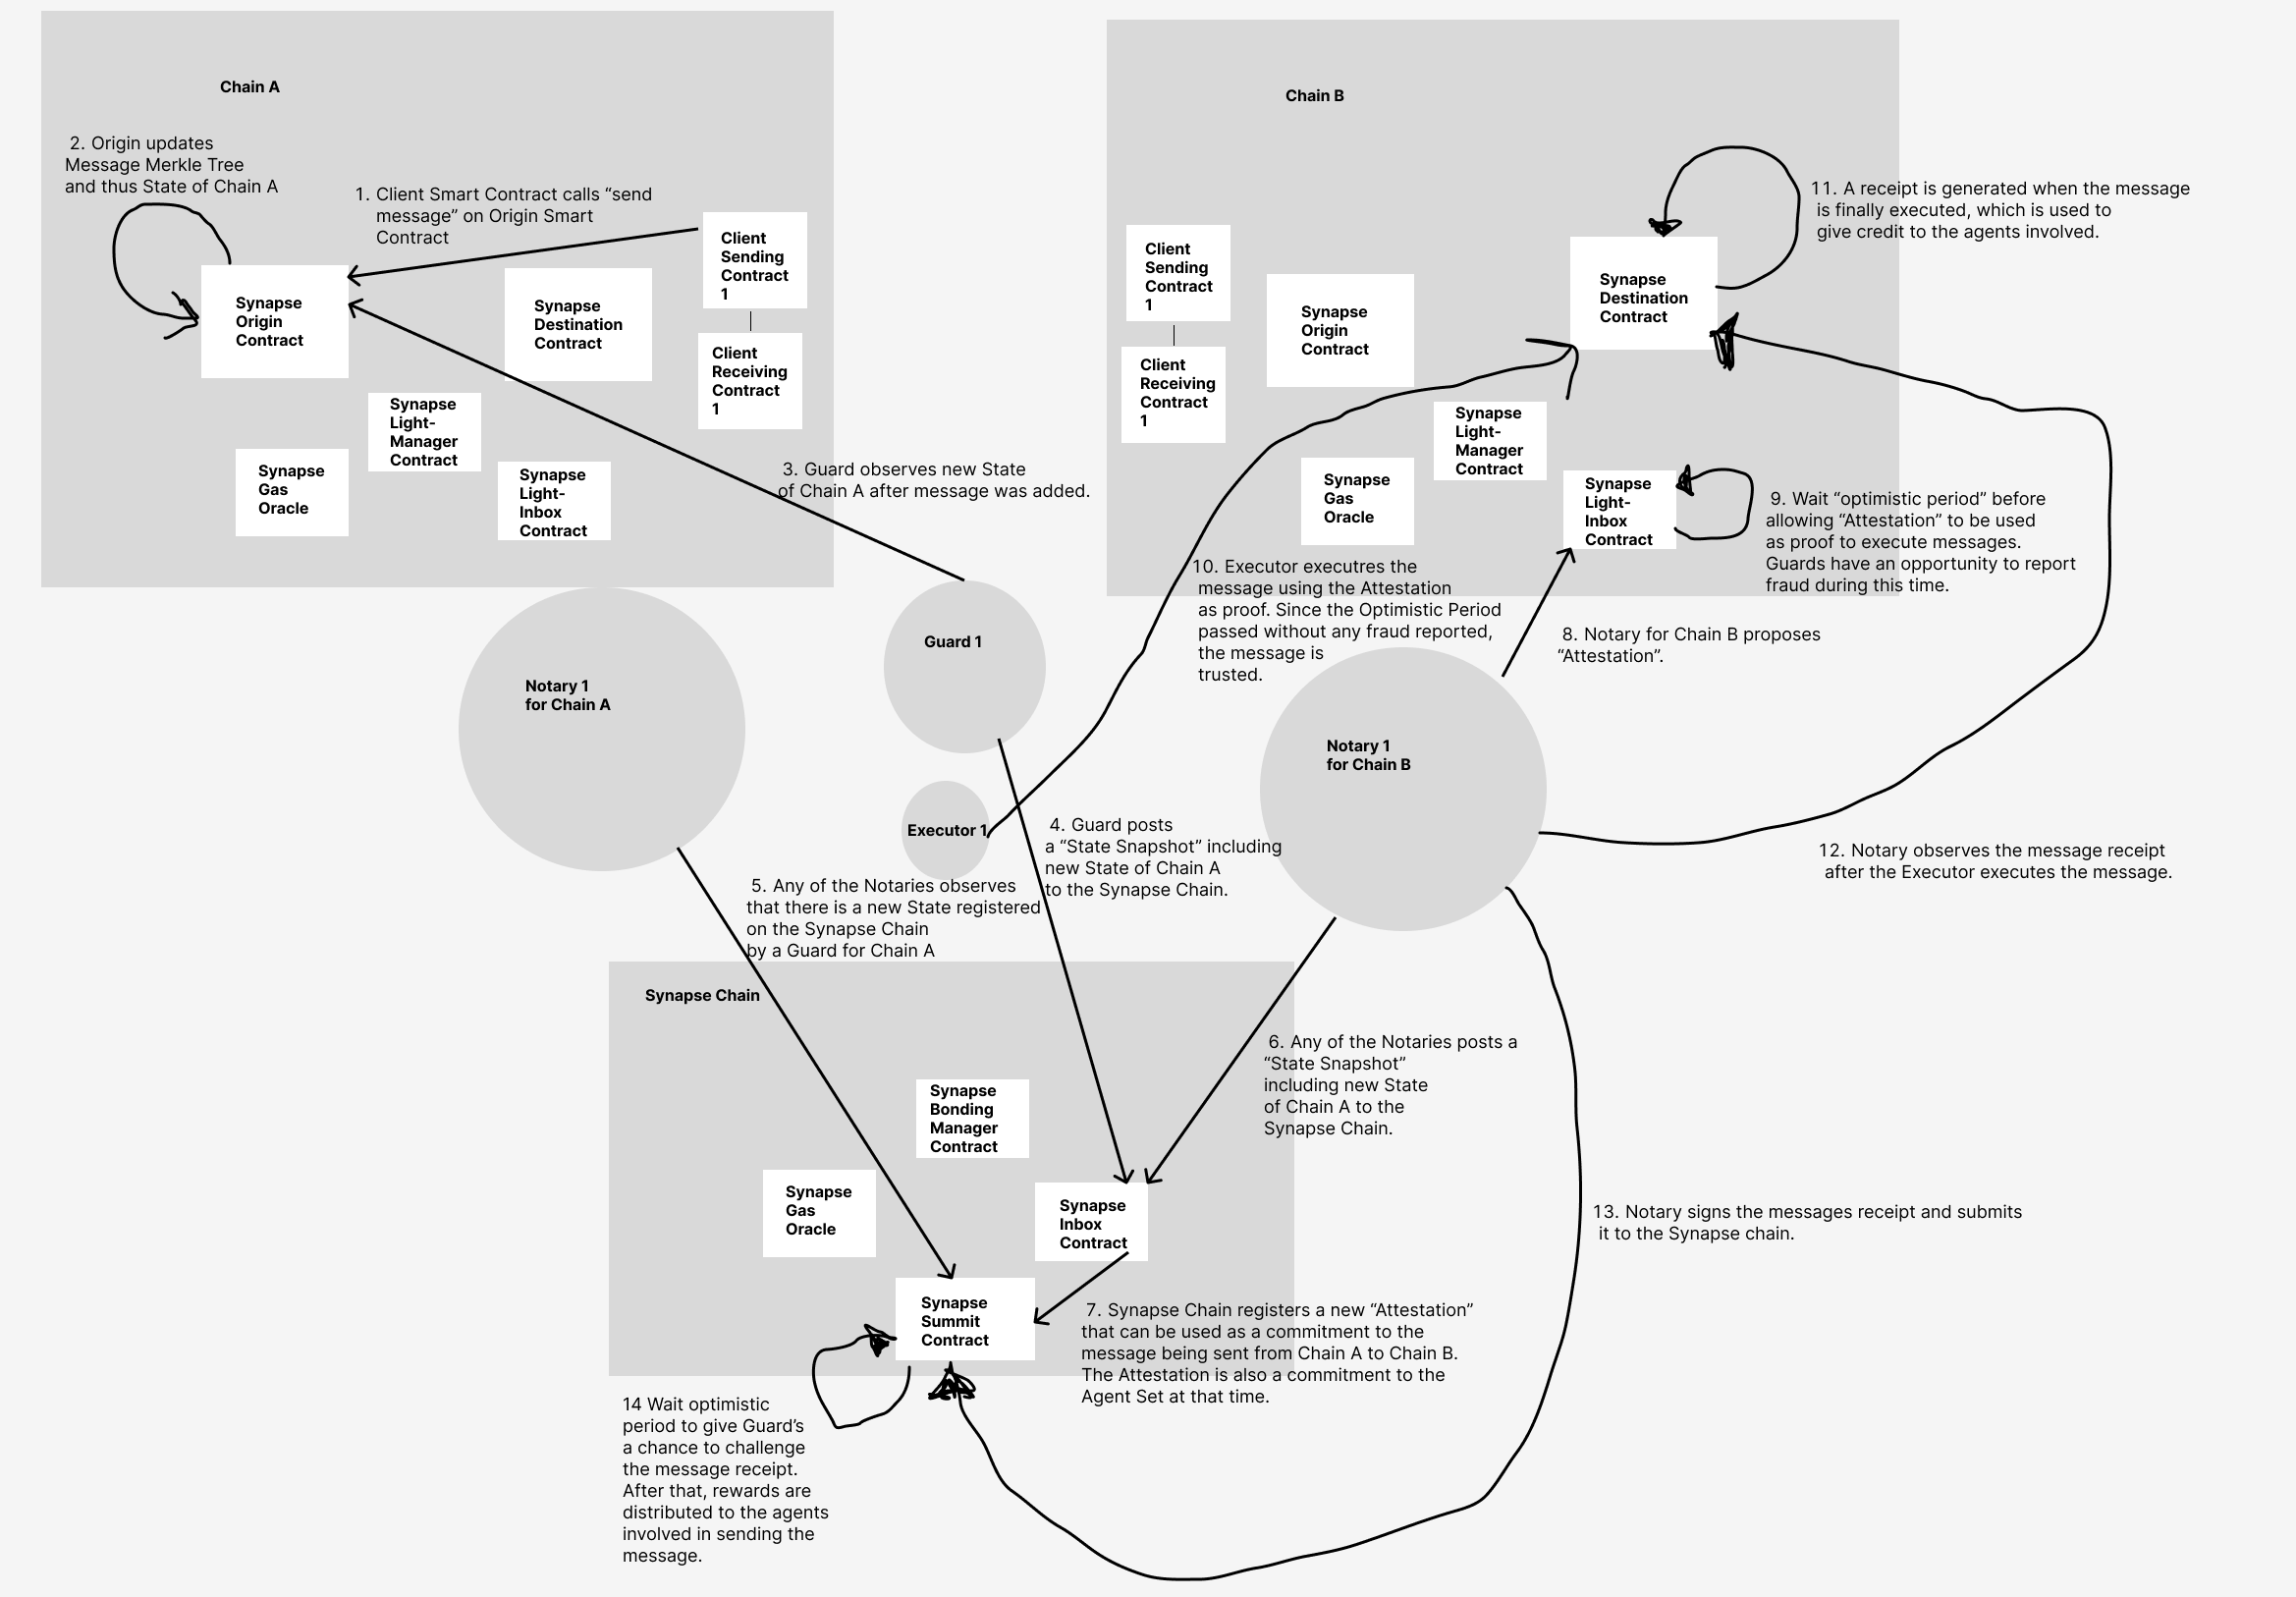 Chain A
2. Origin updates
Message Merkle Tree
and thus State of Chain A
1. Client Smart Contract calls “send
message” on Origin Smart
Contract
Client
Sending
Contract
1
Synapse
Origin
Contract
Synapse
Destination
Contract
Client
Receiving
Contract
1
Synapse
Light-
Manager
Contract
Synapse
Gas
Oracle
Synapse
Light-
Inbox
Contract
3. Guard observes new State
of Chain A after message was added.
Chain B
11. A receipt is generated when the message
is finally executed, which is used to
give credit to the agents involved.
Client
Sending
Contract
1
Synapse
Origin
Contract
Synapse
Destination
Contract
Client
Receiving
Contract
1
Synapse
Light-
Manager
Contract
Synapse
Gas
Oracle
Synapse
Light-
Inbox
Contract
9. Wait “optimistic period” before
allowing “Attestation” to be used
as proof to execute messages.
Guards have an opportunity to report
fraud during this time.
10. Executor executres the
message using the Attestation
as proof. Since the Optimistic Period
passed without any fraud reported,
the message is
trusted.
8. Notary for Chain B proposes
“Attestation”.
Guard 1
Notary 1
for Chain A
Notary 1
for Chain B
Executor 1
4. Guard posts
a “State Snapshot” including
new State of Chain A
to the Synapse Chain.
12. Notary observes the message receipt
after the Executor executes the message.
5. Any of the Notaries observes
that there is a new State registered
on the Synapse Chain
by a Guard for Chain A
Synapse Chain
6. Any of the Notaries posts a
“State Snapshot”
including new State
of Chain A to the
Synapse Chain.
Synapse
Bonding
Manager
Contract
Synapse
Gas
Oracle
Synapse
Inbox
Contract
13. Notary signs the messages receipt and submits
it to the Synapse chain.
Synapse
Summit
Contract
7. Synapse Chain registers a new “Attestation”
that can be used as a commitment to the
message being sent from Chain A to Chain B.
The Attestation is also a commitment to the
Agent Set at that time.
14 Wait optimistic
period to give Guard’s
a chance to challenge
the message receipt.
After that, rewards are
distributed to the agents
involved in sending the
message.